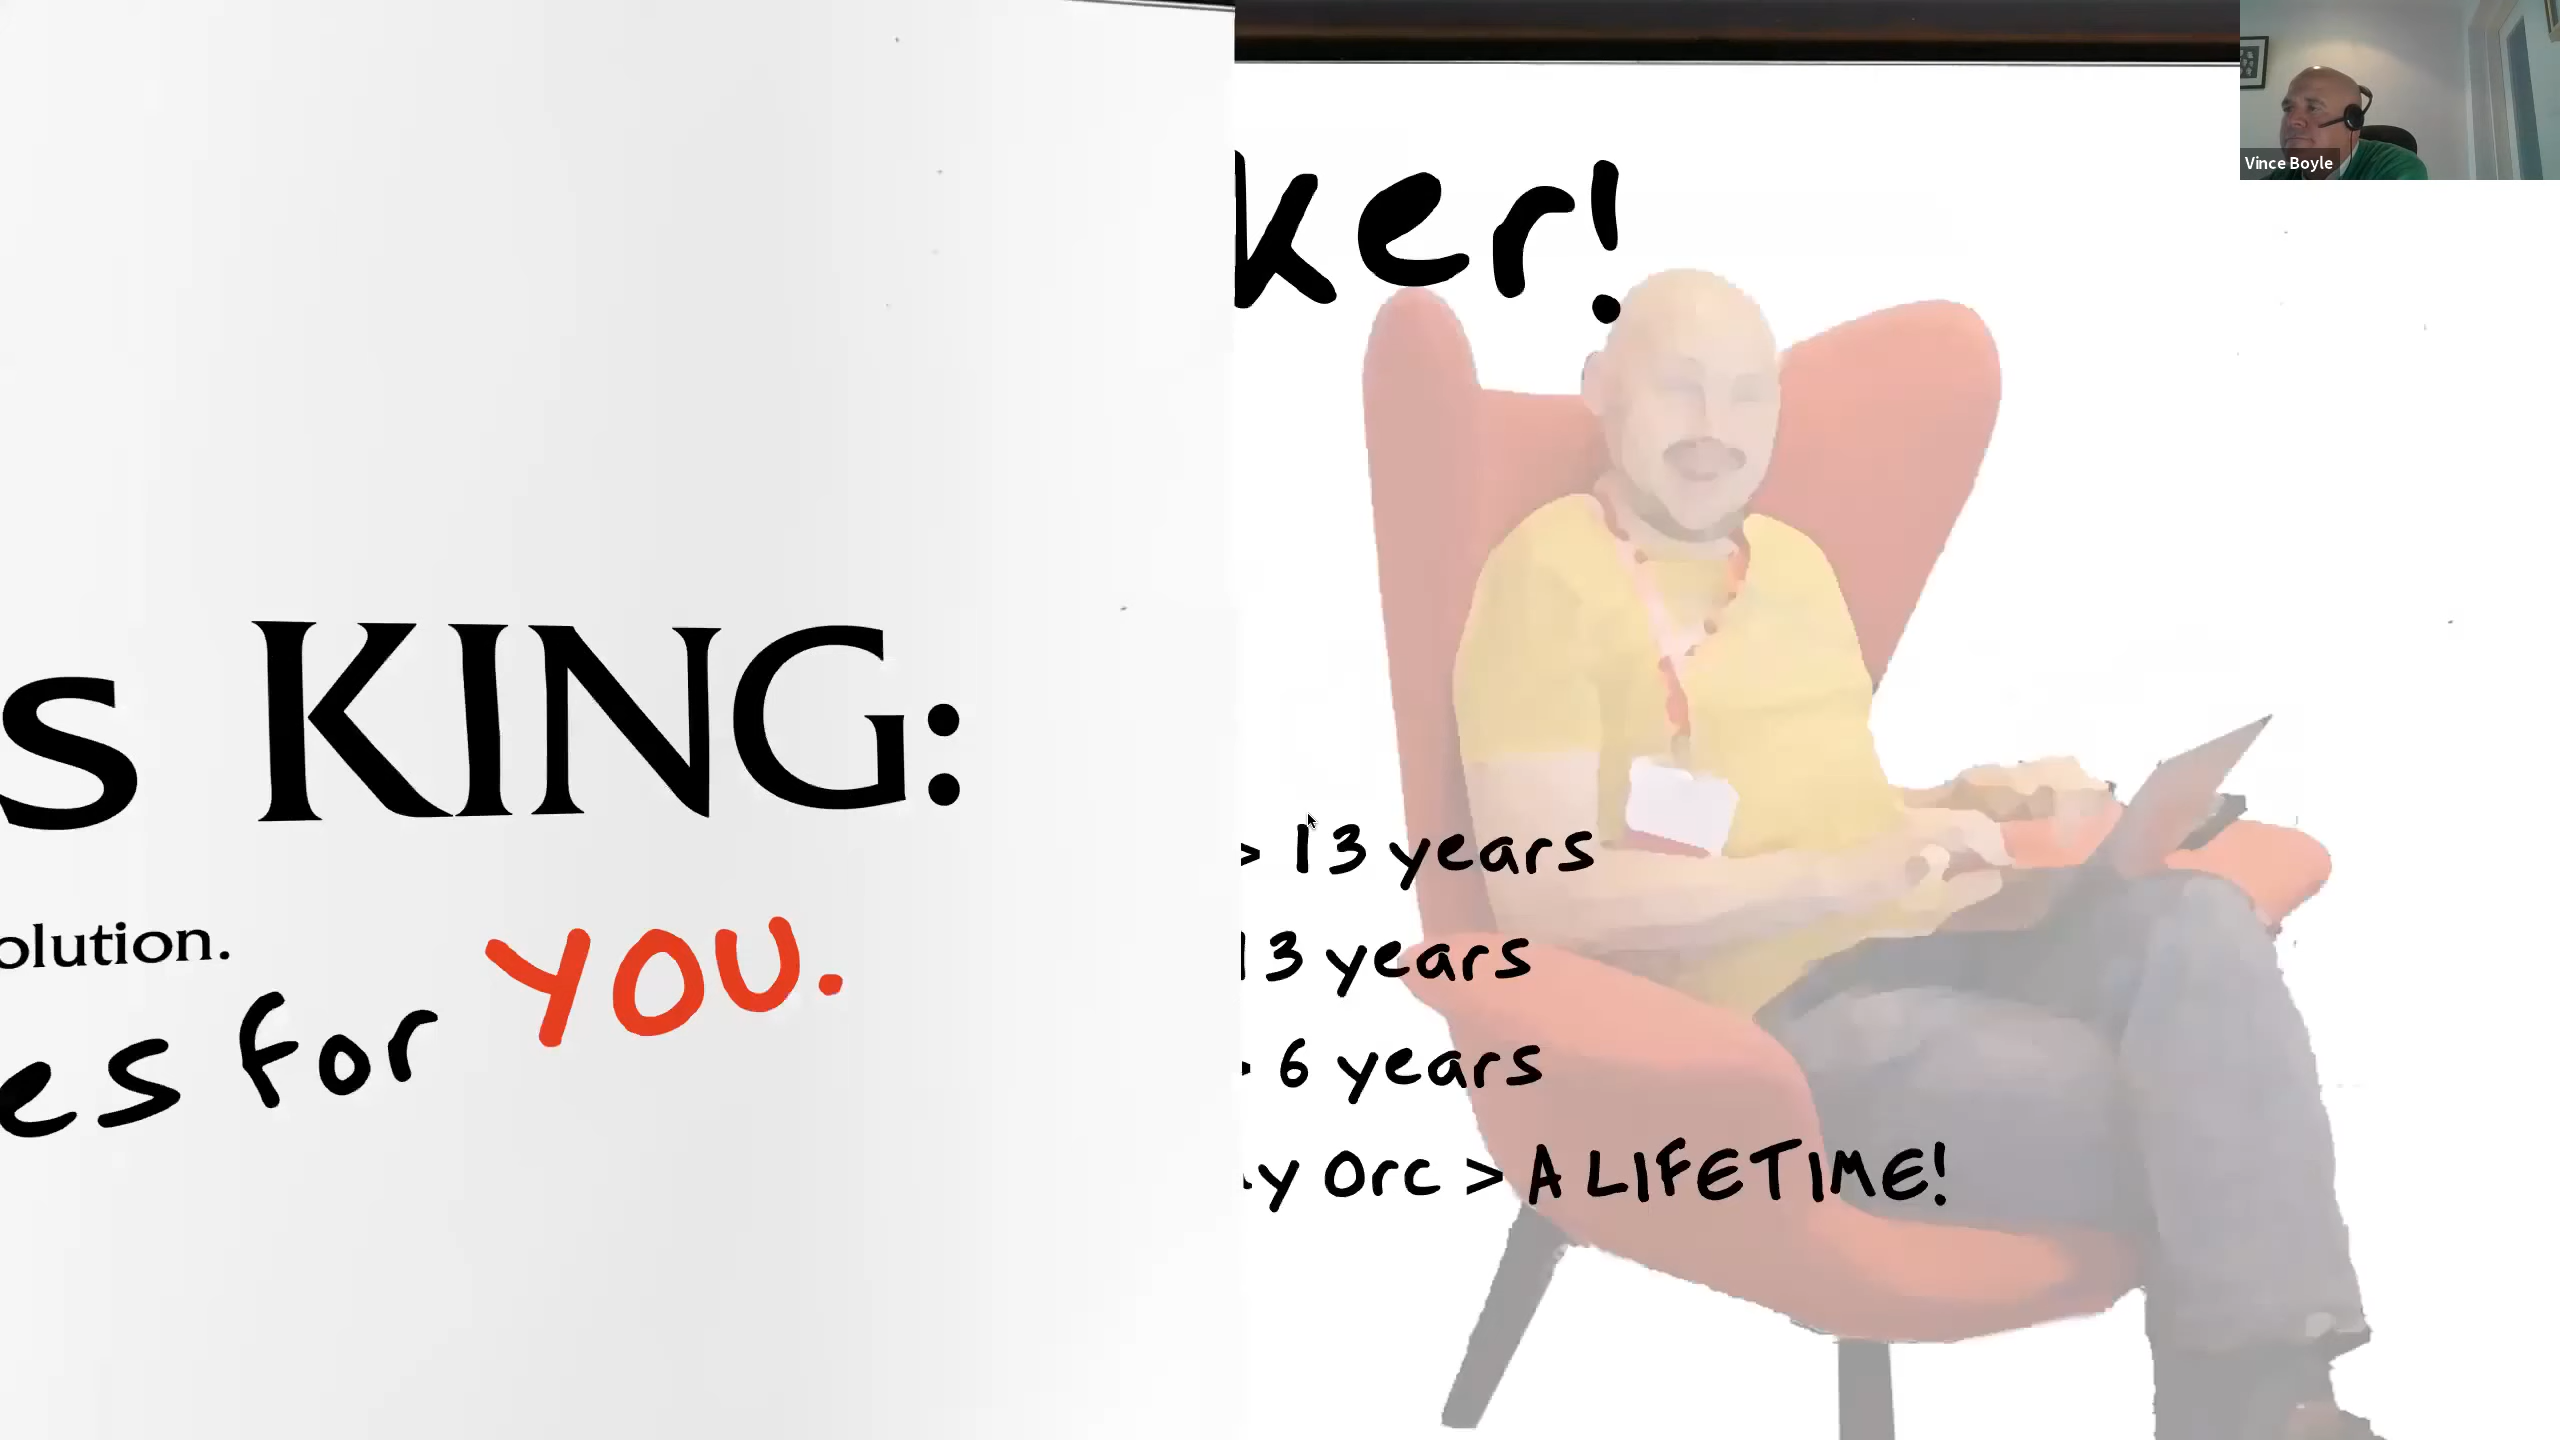 s KING:
olution.
es for YOU.
ker!
> 13 years
13 years
6 years
y Orc > A LIFETIME!
Vince Boyle